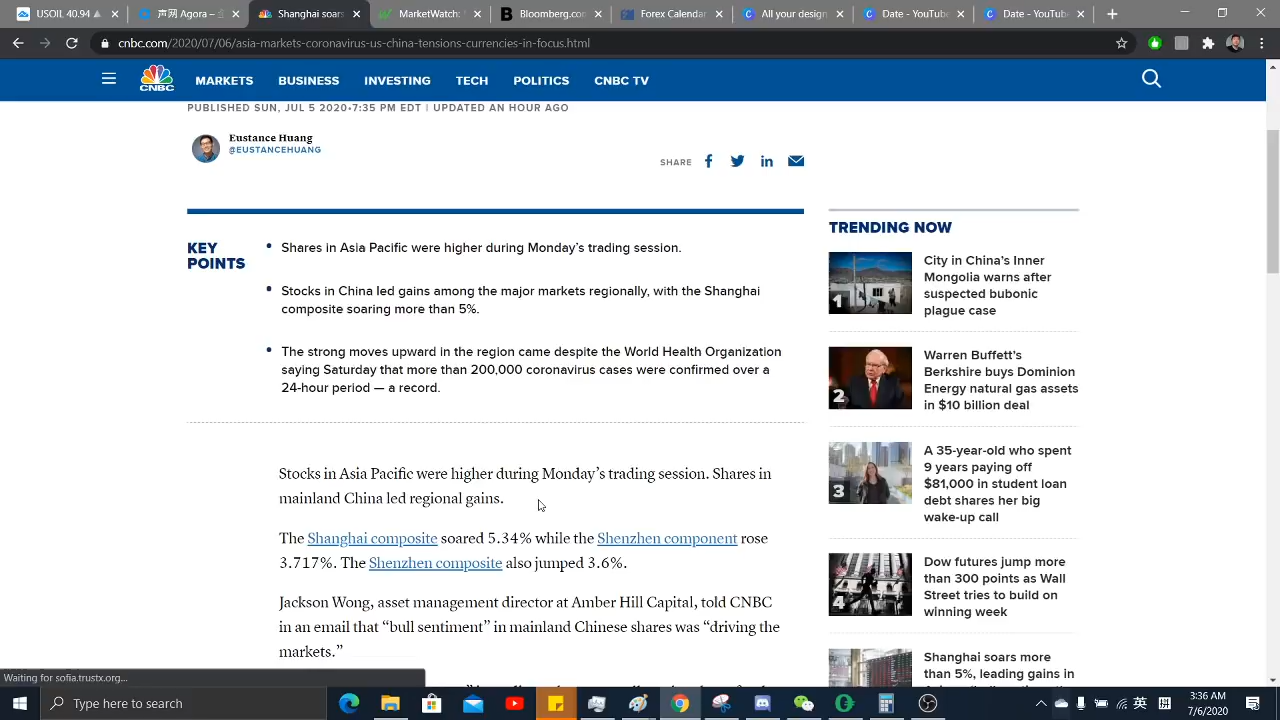 USOIL 40.45
Shanghai soars
MarketWatch:
Bloomberg.com
Forex Calendar
All your designs
Date - YouTube
Date - YouTube
cnbc.com/2020/07/06/asia-markets-coronavirus-us-china-tensions-currencies-in-focus.html
CNBC
MARKETS
BUSINESS
INVESTING
TECH
POLITICS
CNBC TV
PUBLISHED SUN, JUL 5 2020•7:35 PM EDT | UPDATED AN HOUR AGO
Eustance Huang
@EUSTANCEHUANG
SHARE
KEY
POINTS
Shares in Asia Pacific were higher during Monday’s trading session.
Stocks in China led gains among the major markets regionally, with the Shanghai
composite soaring more than 5%.
The strong moves upward in the region came despite the World Health Organization
saying Saturday that more than 200,000 coronavirus cases were confirmed over a
24-hour period — a record.
Stocks in Asia Pacific were higher during Monday’s trading session. Shares in
mainland China led regional gains.
The Shanghai composite soared 5.34% while the Shenzhen component rose
3.717%. The Shenzhen composite also jumped 3.6%.
Jackson Wong, asset management director at Amber Hill Capital, told CNBC
in an email that “bull sentiment” in mainland Chinese shares was “driving the
markets.”
TRENDING NOW
1
City in China’s Inner
Mongolia warns after
suspected bubonic
plague case
2
Warren Buffett’s
Berkshire buys Dominion
Energy natural gas assets
in $10 billion deal
3
A 35-year-old who spent
9 years paying off
$81,000 in student loan
debt shares her big
wake-up call
4
Dow futures jump more
than 300 points as Wall
Street tries to build on
winning week
Shanghai soars more
than 5%, leading gains in
Waiting for sofia.trustx.org...
Type here to search
英
拼
3:36 AM
7/6/2020